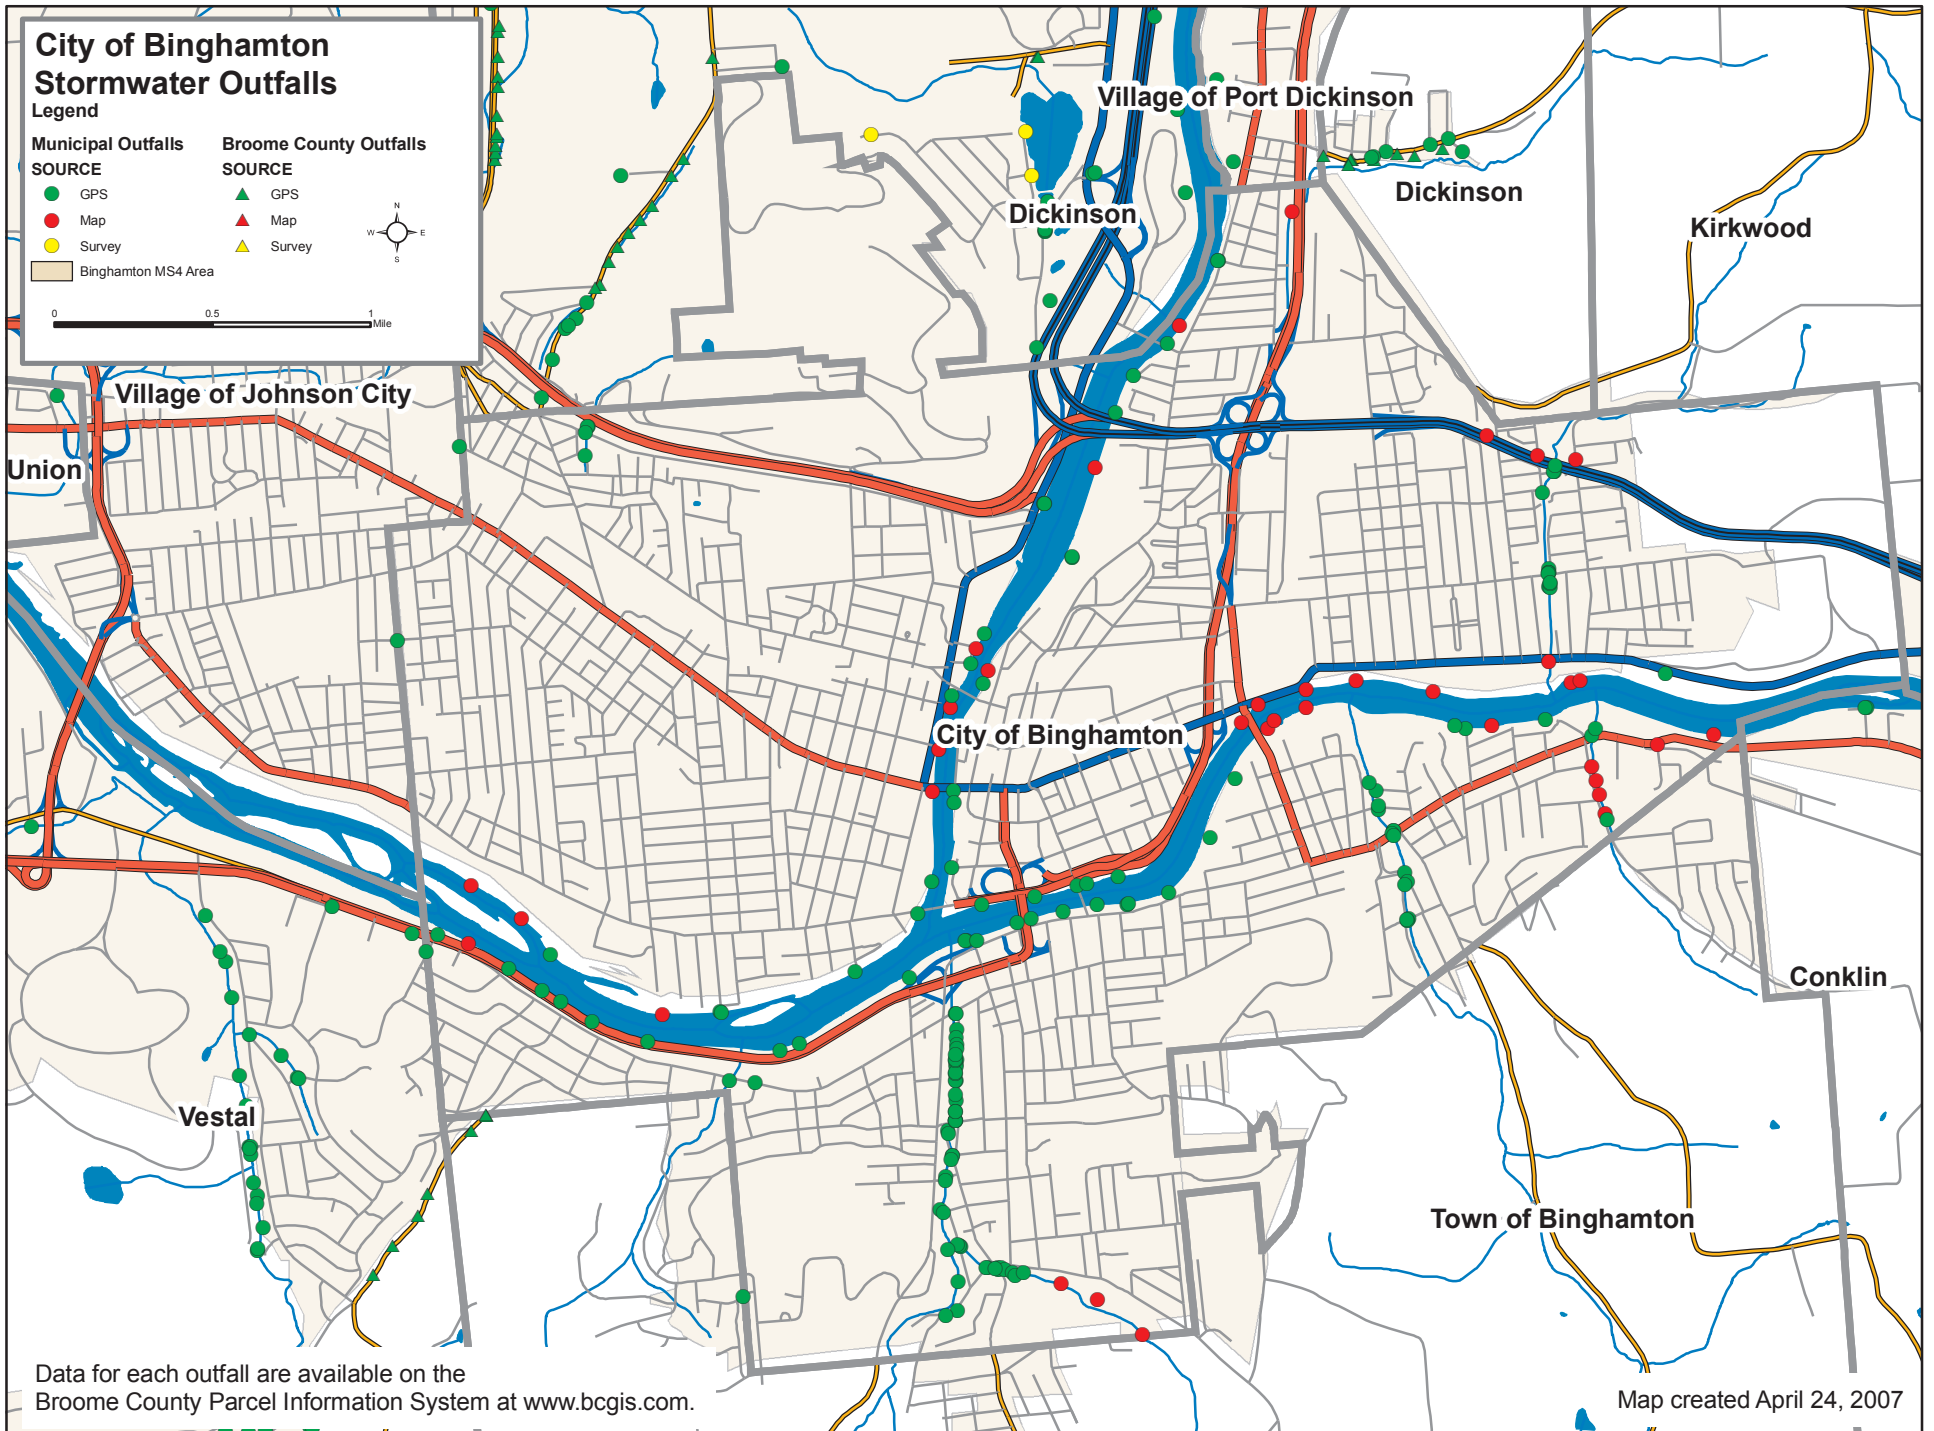 City of Binghamton
Stormwater Outfalls
Legend
Municipal Outfalls
SOURCE
GPS
Map
Survey
Broome County Outfalls
SOURCE
GPS
Map
Survey
Binghamton MS4 Area
N
W E
S
0 0.5 1
Mile
Village of Port Dickinson
Dickinson
Dickinson
Kirkwood
Village of Johnson City
Union
City of Binghamton
Conklin
Vestal
Town of Binghamton
Data for each outfall are available on the
Broome County Parcel Information System at www.bcgis.com.
Map created April 24, 2007